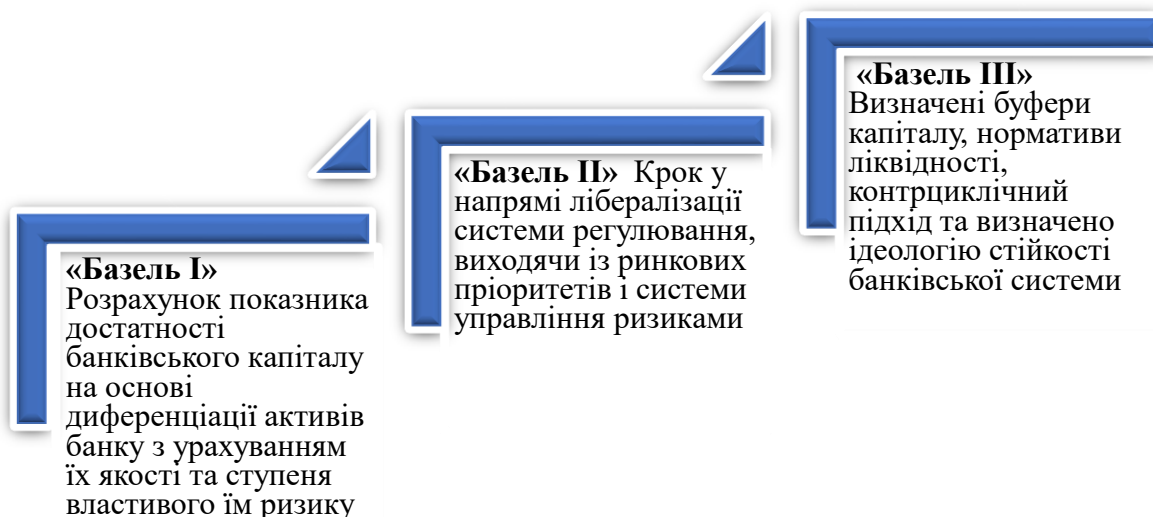 «Базель І»
Розрахунок показника
достатності
банківського капіталу
на основі
диференціації активів
банку з урахуванням
їх якості та ступеня
властивого їм ризику
«Базель ІІ» Крок у
напрямі лібералізації
системи регулювання,
виходячи із ринкових
пріоритетів і системи
управління ризиками
«Базель ІІІ»
Визначені буфери
капіталу, нормативи
ліквідності,
контрциклічний
підхід та визначено
ідеологію стійкості
банківської системи